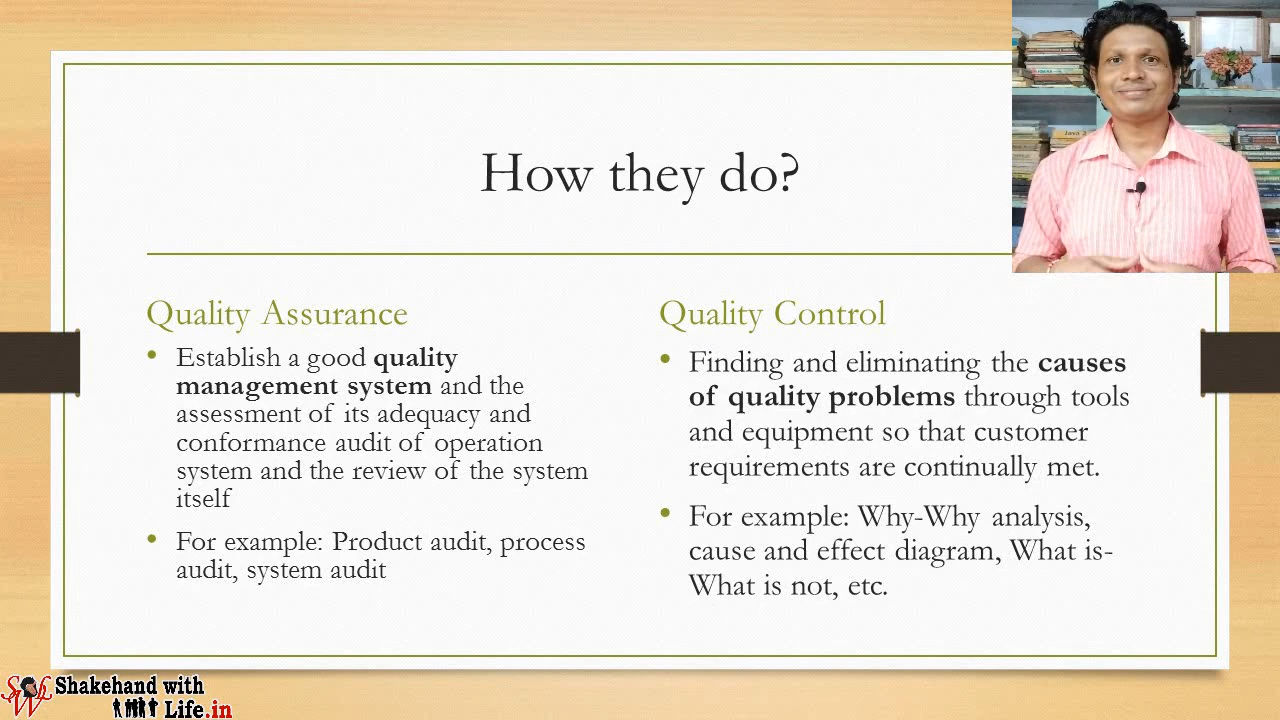 How they do?
Quality Assurance
• Establish a good quality
management system and the
assessment of its adequacy and
conformance audit of operation
system and the review of the system
itself
• For example: Product audit, process
audit, system audit
Quality Control
• Finding and eliminating the causes
of quality problems through tools
and equipment so that customer
requirements are continually met.
• For example: Why-Why analysis,
cause and effect diagram, What is-
What is not, etc.
Java 2
Shakehand with
Life.in